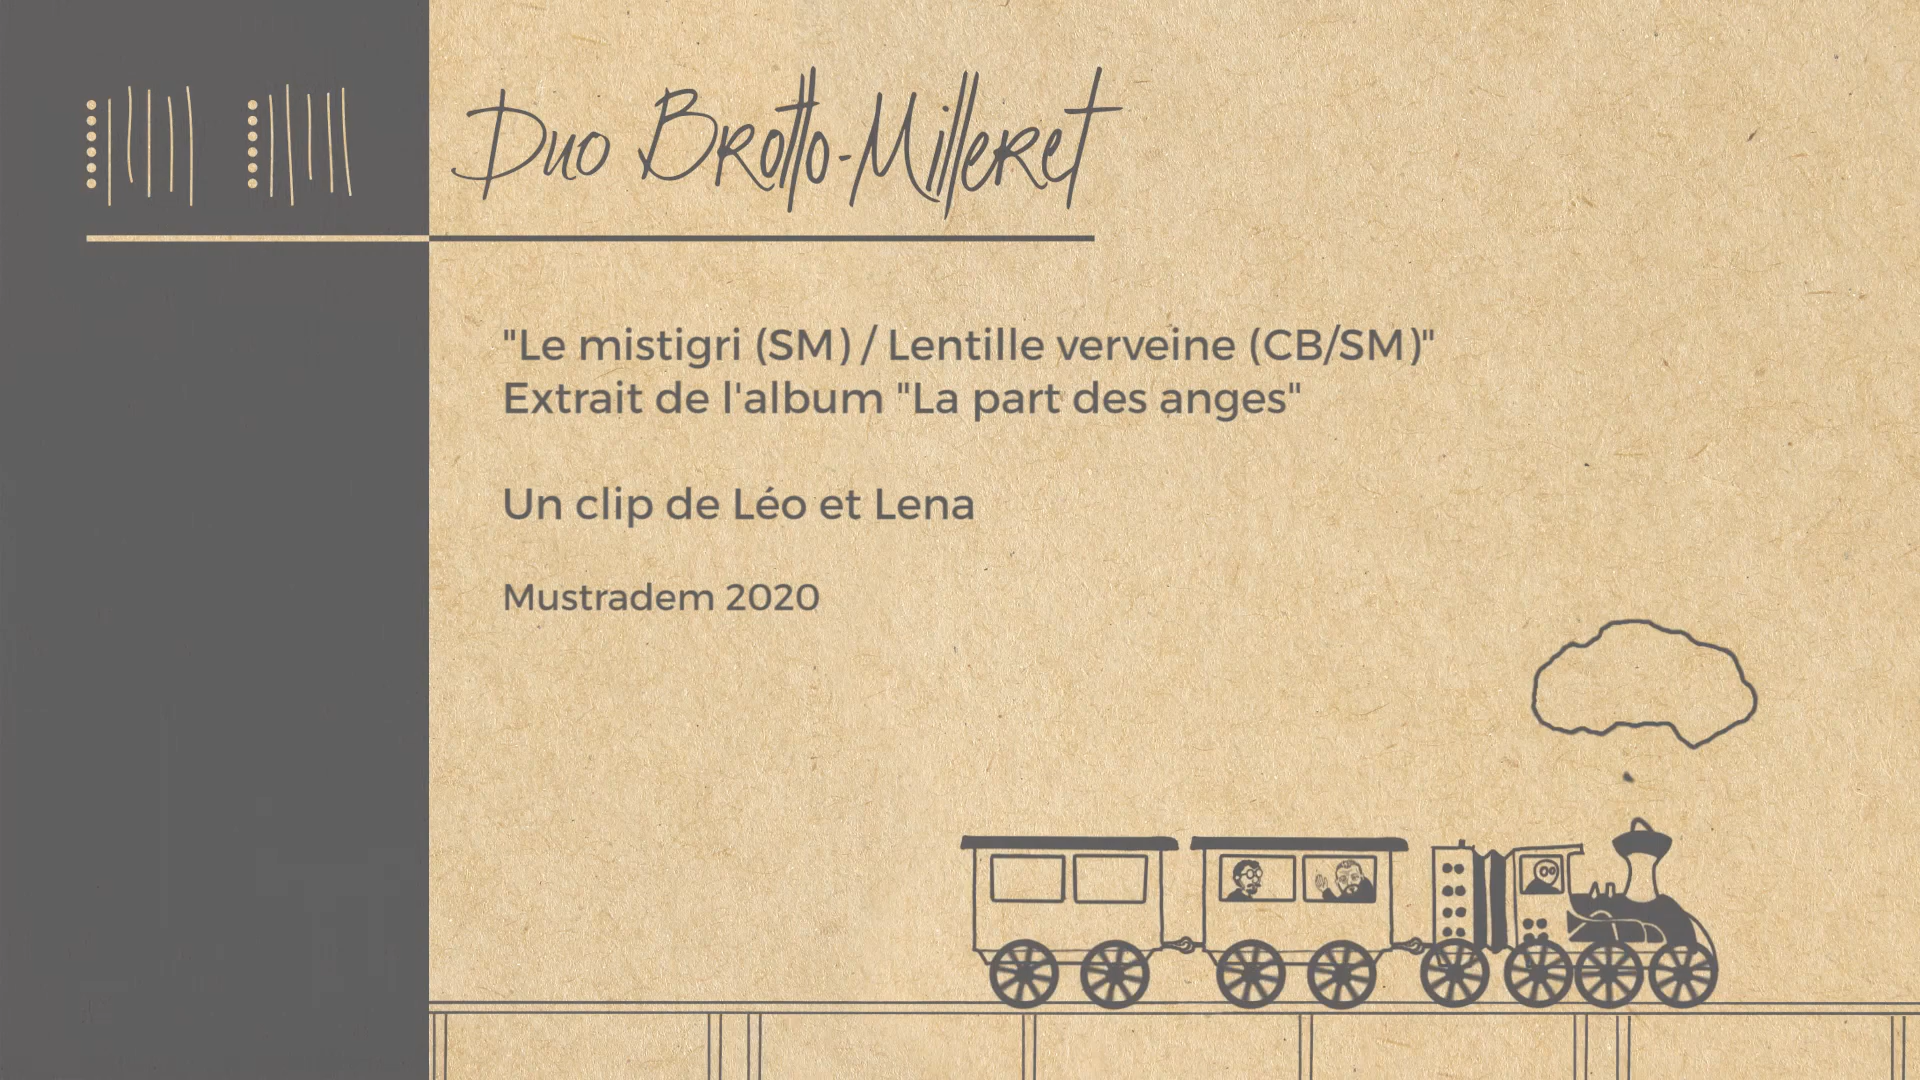 Duo Brotto-Milleret
"Le mistigri (SM) / Lentille verveine (CB/SM)"
Extrait de l'album "La part des anges"
Un clip de Léo et Lena
Mustradem 2020